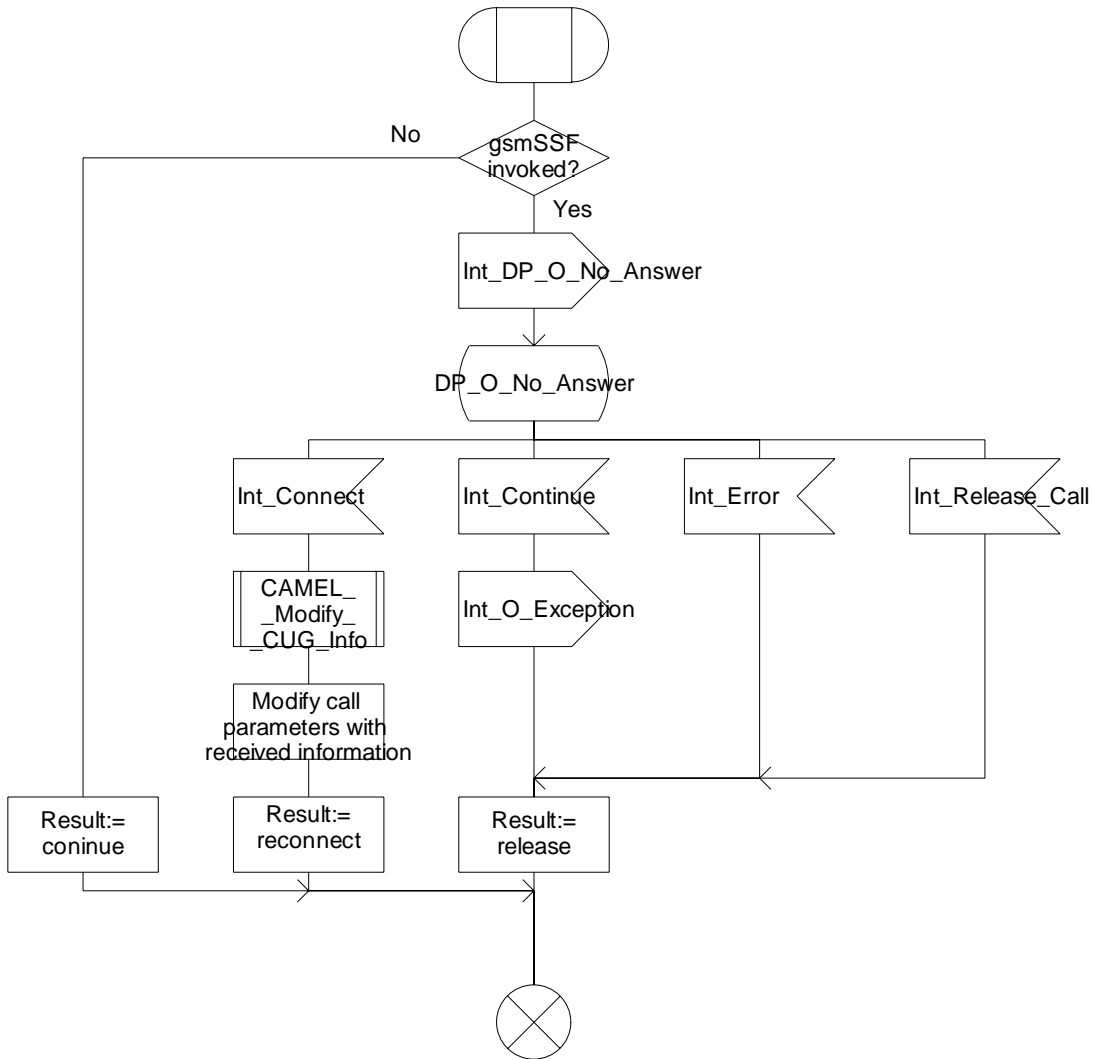 No
gsmSSF
invoked?
Yes
Int_DP_O_No_Answer
DP_O_No_Answer
Int_Connect
Int_Continue
Int_Error
Int_Release_Call
CAMEL_
_Modify_
_CUG_Info
Int_O_Exception
Modify call
parameters with
received information
Result:=
coninue
Result:=
reconnect
Result:=
release